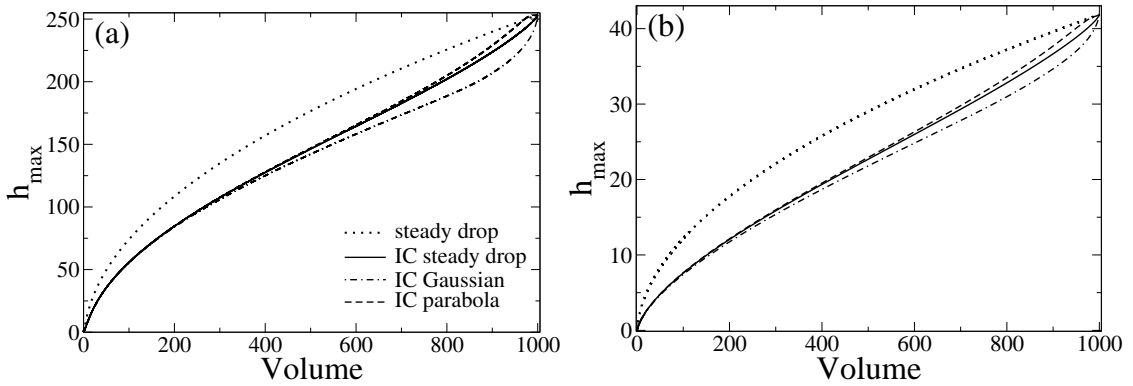 (a)
h_max
250
200
150
100
50
0
0 200 400 600 800 1000
Volume
steady drop
IC steady drop
IC Gaussian
IC parabola
(b)
h_max
40
30
20
10
0
0 200 400 600 800 1000
Volume